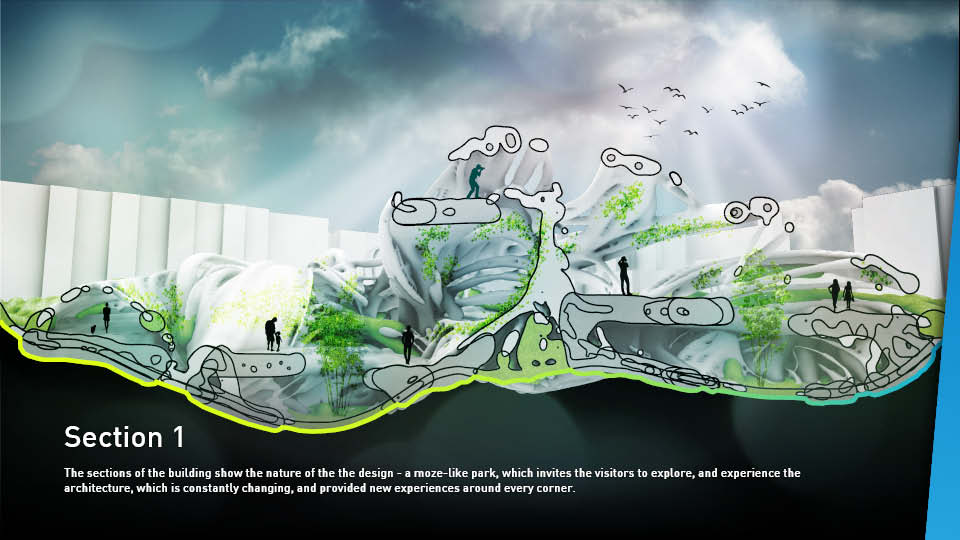 Section 1
The sections of the building show the nature of the the design - a moze-like park, which invites the visitors to explore, and experience the
architecture, which is constantly changing, and provided new experiences around every corner.